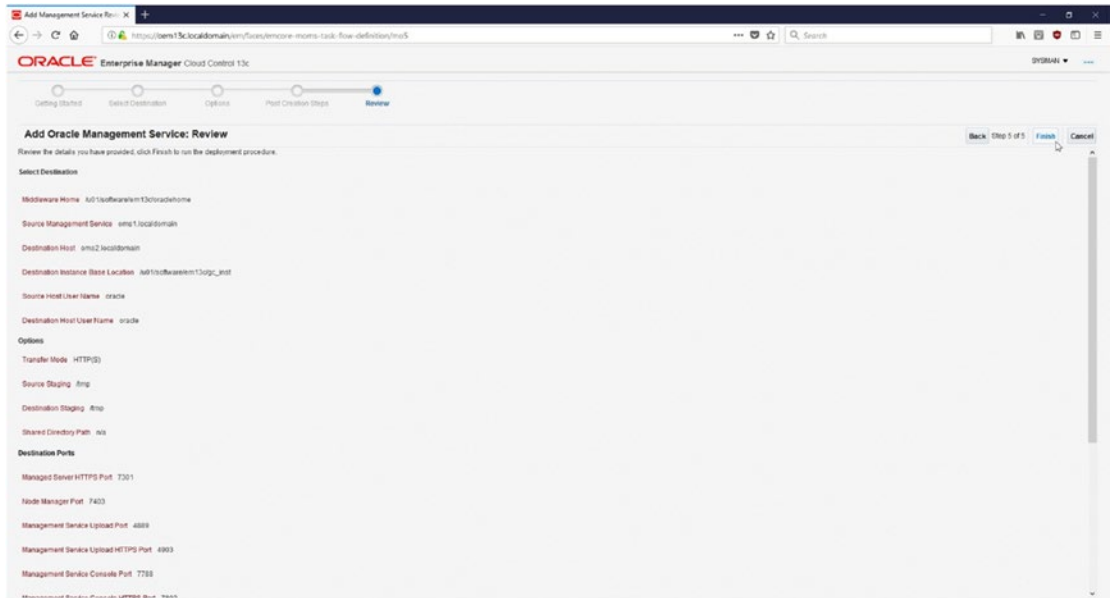 Add Management Service Revi
https://oem13c.localdomain/em/faces/emcore-moms-task-flow-definition/mo5
Search
ORACLE Enterprise Manager Cloud Control 13c
SYSMAN
Getting Started
Select Destination
Options
Post Creation Steps
Review
Add Oracle Management Service: Review
Back Step 5 of 5 Finish Cancel
Review the details you have provided, click Finish to run the deployment procedure.
Select Destination
Middleware Home /u01/software/em13c/oraclehome
Source Management Service oms1.localdomain
Destination Host oms2.localdomain
Destination Instance Base Location /u01/software/em13c/gc_inst
Source Host User Name oracle
Destination Host User Name oracle
Options
Transfer Mode HTTP(S)
Source Staging /tmp
Destination Staging /tmp
Shared Directory Path n/a
Destination Ports
Managed Server HTTPS Port 7301
Node Manager Port 7403
Management Service Upload Port 4889
Management Service Upload HTTPS Port 4903
Management Service Console Port 7788
Management Service Console HTTPS Port